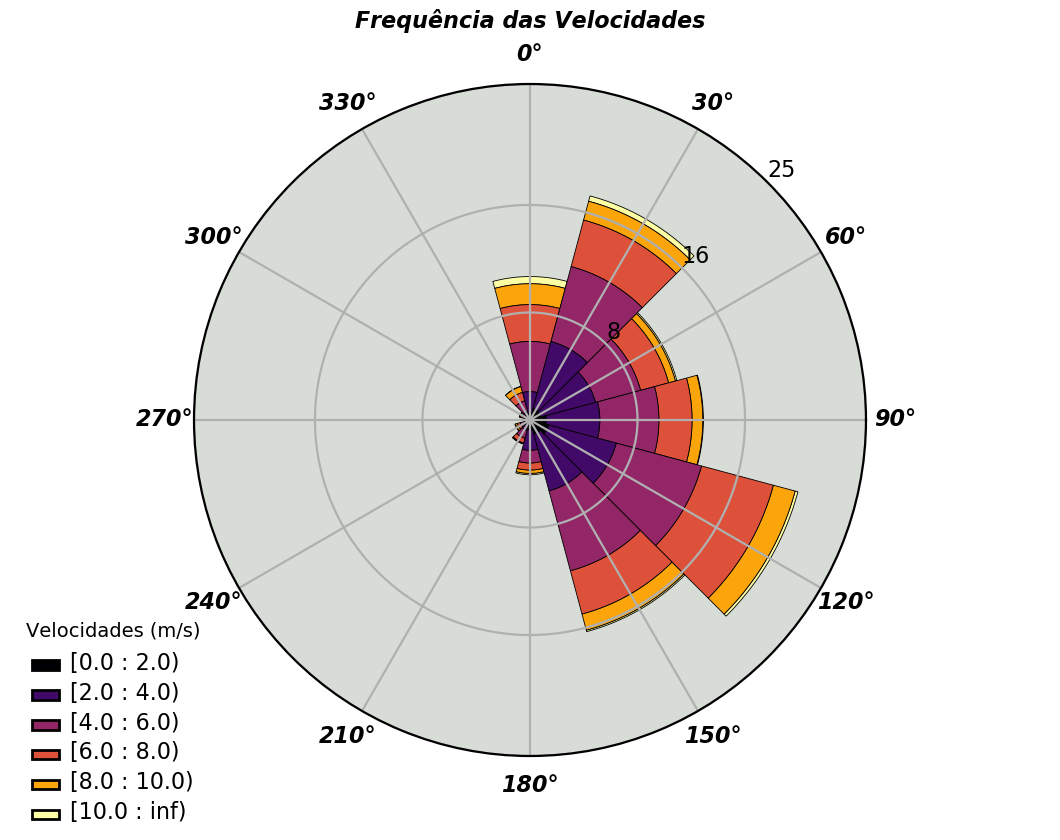 Frequência das Velocidades
0°
330°
30°
25
300°
60°
16
8
270°
90°
240°
120°
210°
150°
180°
Velocidades (m/s)
[0.0 : 2.0)
[2.0 : 4.0)
[4.0 : 6.0)
[6.0 : 8.0)
[8.0 : 10.0)
[10.0 : inf)